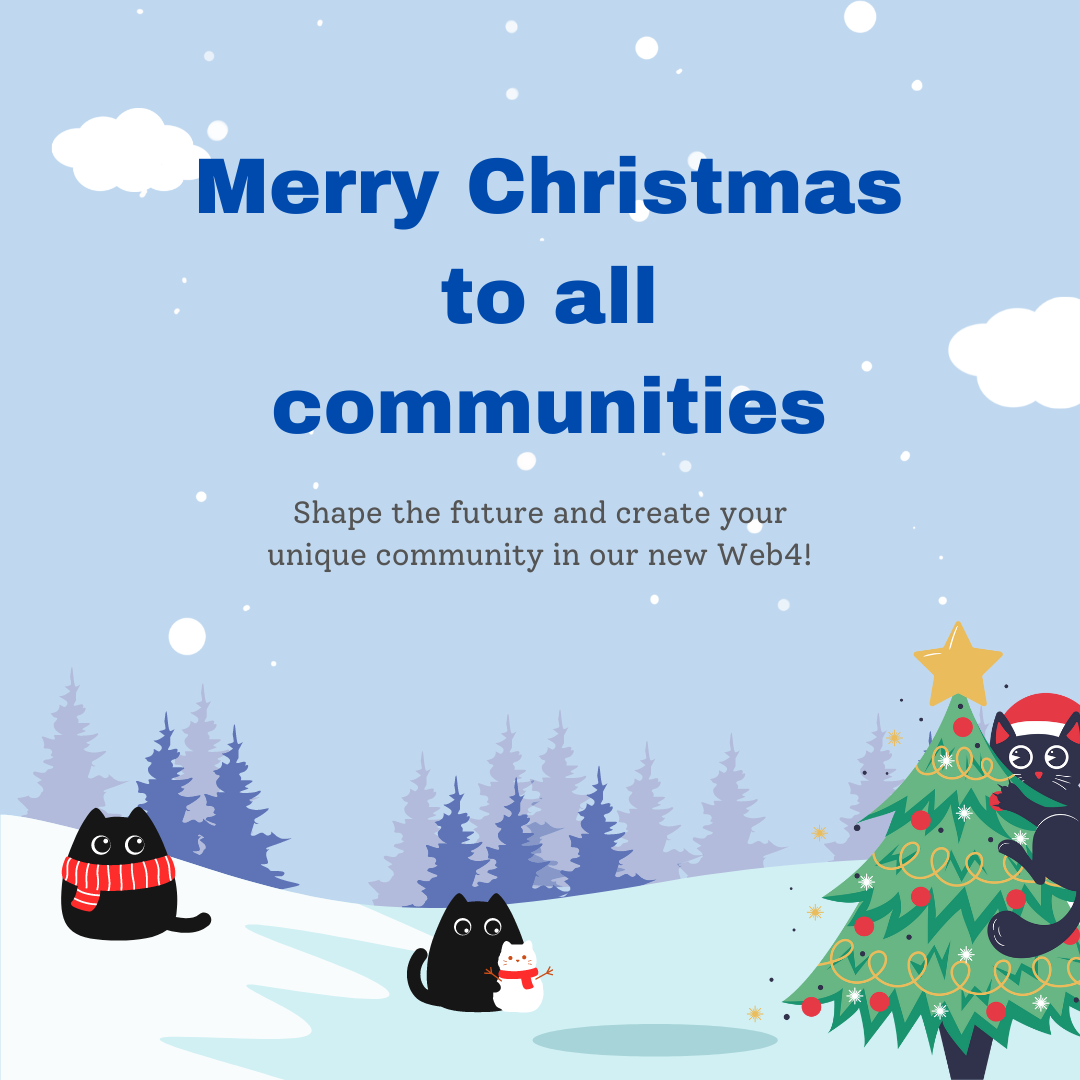 Merry Christmas
to all
communities
Shape the future and create your
unique community in our new Web4!